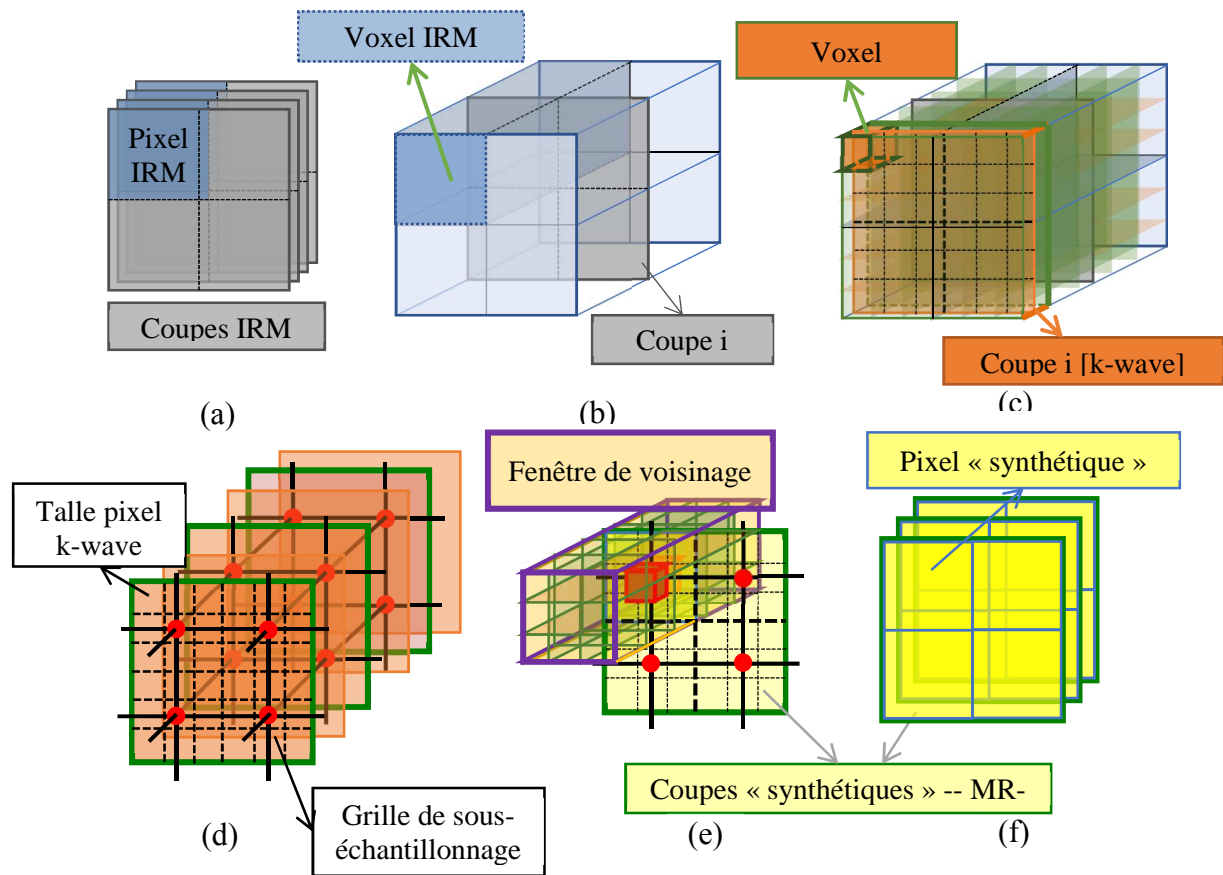 Voxel IRM
Voxel
Pixel
IRM
Coupes IRM
Coupe i
Coupe i [k-wave]
(a)
(b)
(c)
Fenêtre de voisinage
Pixel « synthétique »
Talle pixel
k-wave
Coupes « synthétiques » -- MR-
Grille de sous-
échantillonnage
(d)
(e)
(f)